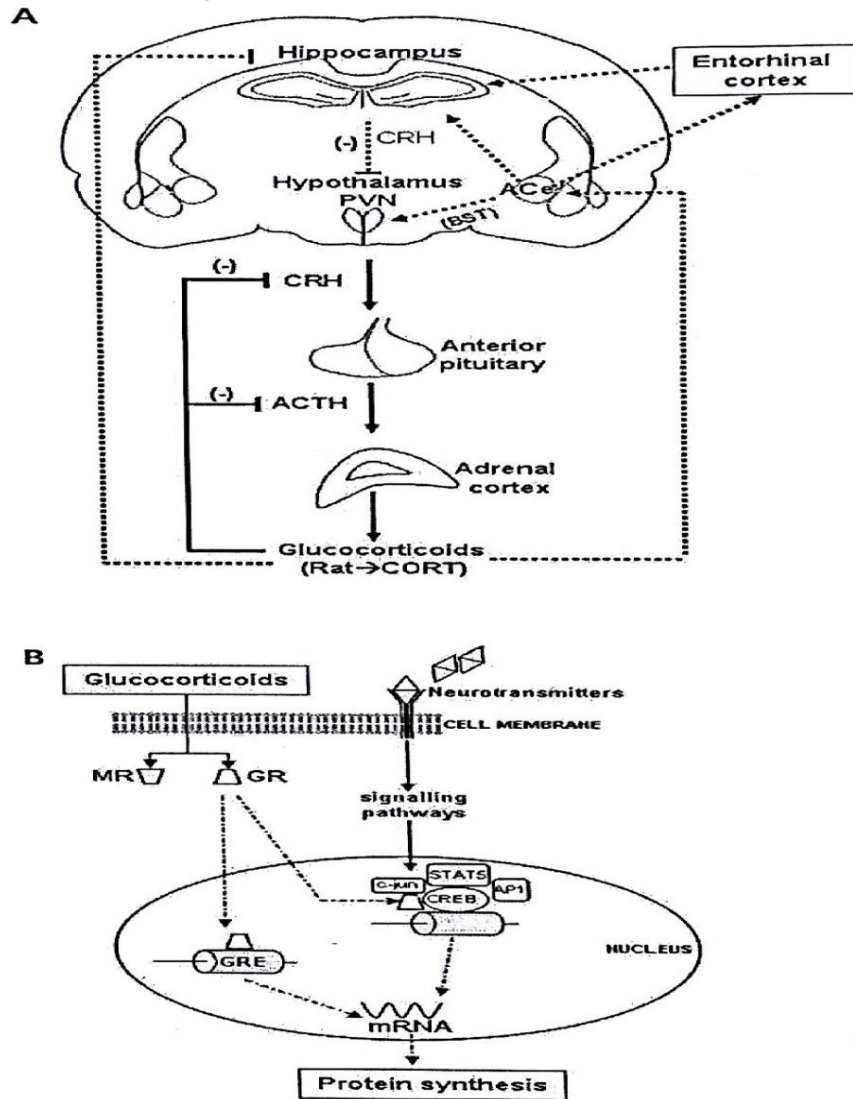 A
Hippocampus
Entorhinal
cortex
(-) CRH
Hypothalamus
PVN
ACe
(BST)
(-)
CRH
Anterior
pituitary
(-)
ACTH
Adrenal
cortex
Glucocorticoids
(Rat→CORT)
B
Glucocorticoids
Neurotransmitters
CELL MEMBRANE
MR
GR
signalling
pathways
STATS
c-jun
CREB
AP1
NUCLEUS
GRE
mRNA
Protein synthesis